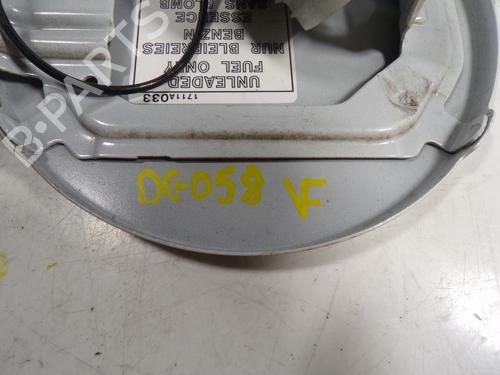 UNLEADED
FUEL ONLY
NUR BLEIFREIES
BENZIN
ESSENCE
SANS PLOMB
1711A033
DG-058 VF
B-PARTS